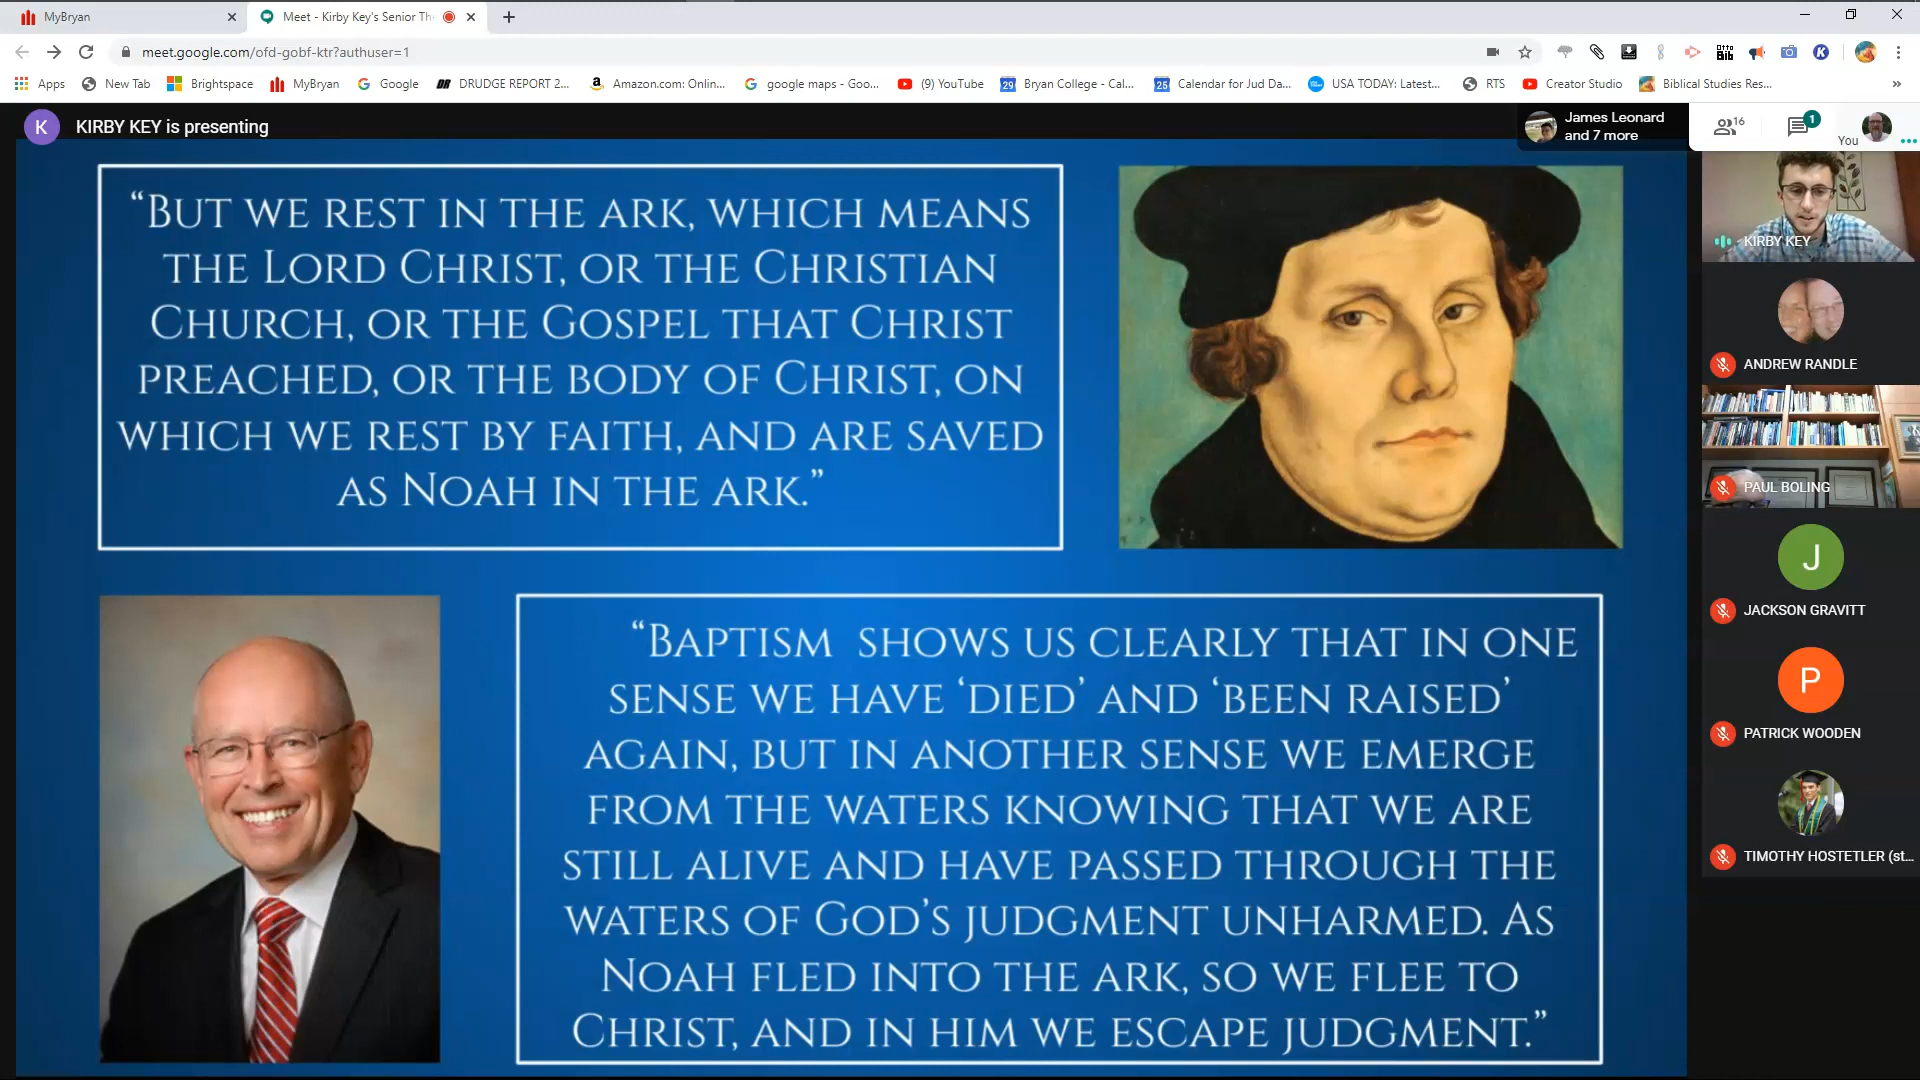 MyBryan
Meet - Kirby Key's Senior Th
meet.google.com/ofd-gobf-ktr?authuser=1
Apps
New Tab
Brightspace
MyBryan
Google
DRUDGE REPORT 2...
Amazon.com: Onlin...
google maps - Goo...
(9) YouTube
Bryan College - Cal...
Calendar for Jud Da...
USA TODAY: Latest...
RTS
Creator Studio
Biblical Studies Res...
K
KIRBY KEY is presenting
James Leonard
and 7 more
16
1
You
“But we rest in the ark, which means
the Lord Christ, or the Christian
Church, or the Gospel that Christ
preached, or the body of Christ, on
which we rest by faith, and are saved
as Noah in the ark.”
“Baptism shows us clearly that in one
sense we have ‘died’ and ‘been raised’
again, but in another sense we emerge
from the waters knowing that we are
still alive and have passed through the
waters of God’s judgment unharmed. As
Noah fled into the ark, so we flee to
Christ, and in him we escape judgment.”
KIRBY KEY
ANDREW RANDLE
PAUL BOLING
J
JACKSON GRAVITT
P
PATRICK WOODEN
TIMOTHY HOSTETLER (st...